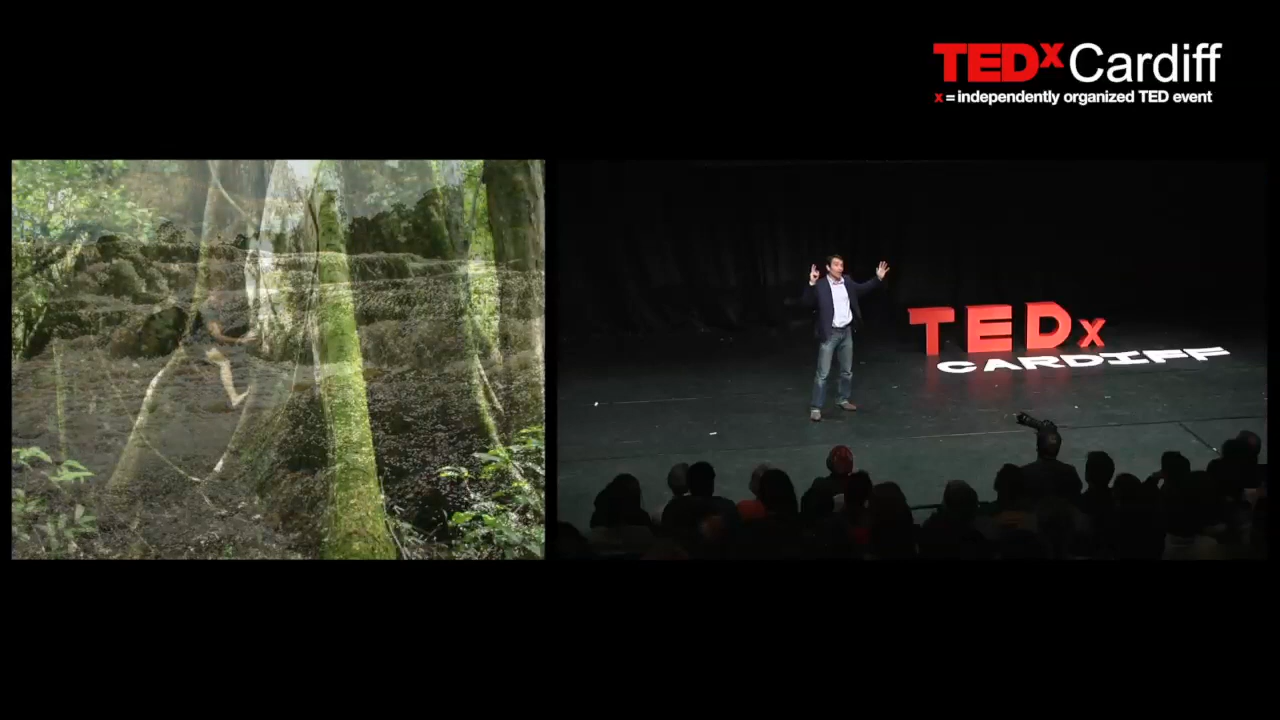 TEDxCardiff
x = independently organized TED event
TEDx
CARDIFF